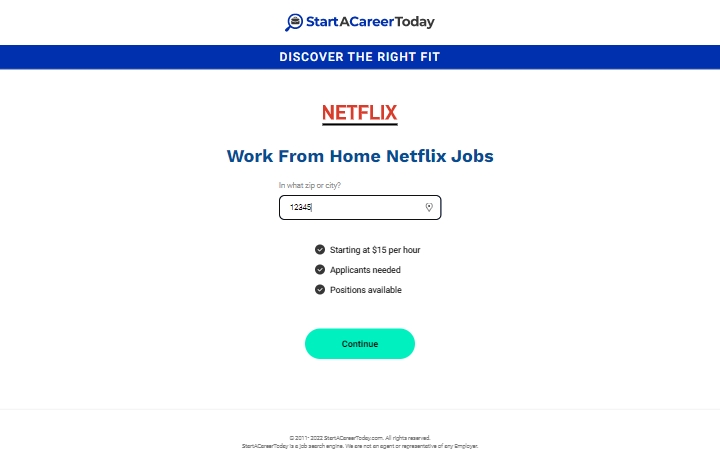 StartACareerToday
DISCOVER THE RIGHT FIT
NETFLIX
Work From Home Netflix Jobs
In what zip or city?
12345
Starting at $15 per hour
Applicants needed
Positions available
Continue
© 2011- 2022 StartACareerToday.com. All rights reserved.
StartACareerToday is a job search engine. We are not an agent or representative of any Employer.